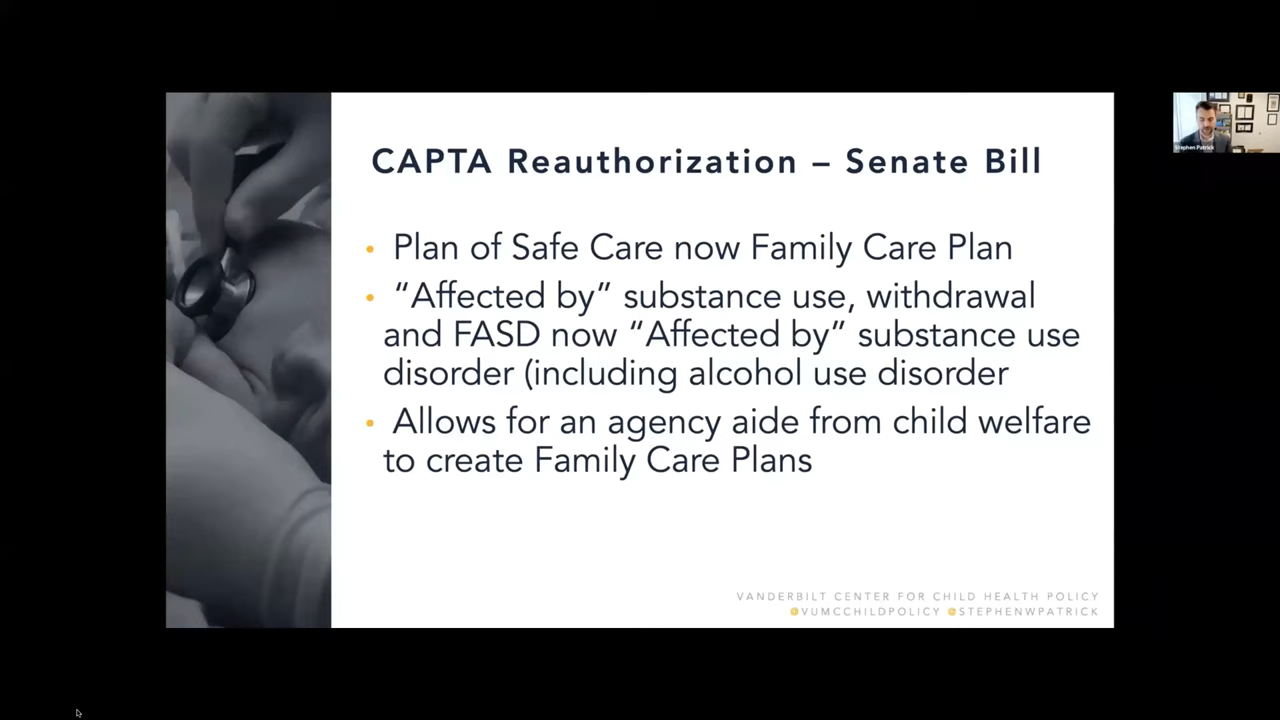 CAPTA Reauthorization – Senate Bill
• Plan of Safe Care now Family Care Plan
• “Affected by” substance use, withdrawal
and FASD now “Affected by” substance use
disorder (including alcohol use disorder
• Allows for an agency aide from child welfare
to create Family Care Plans
VANDERBILT CENTER FOR CHILD HEALTH POLICY
@VUMCCHILDPOLICY @STEPHENWPATRICK
Stephen Patrick